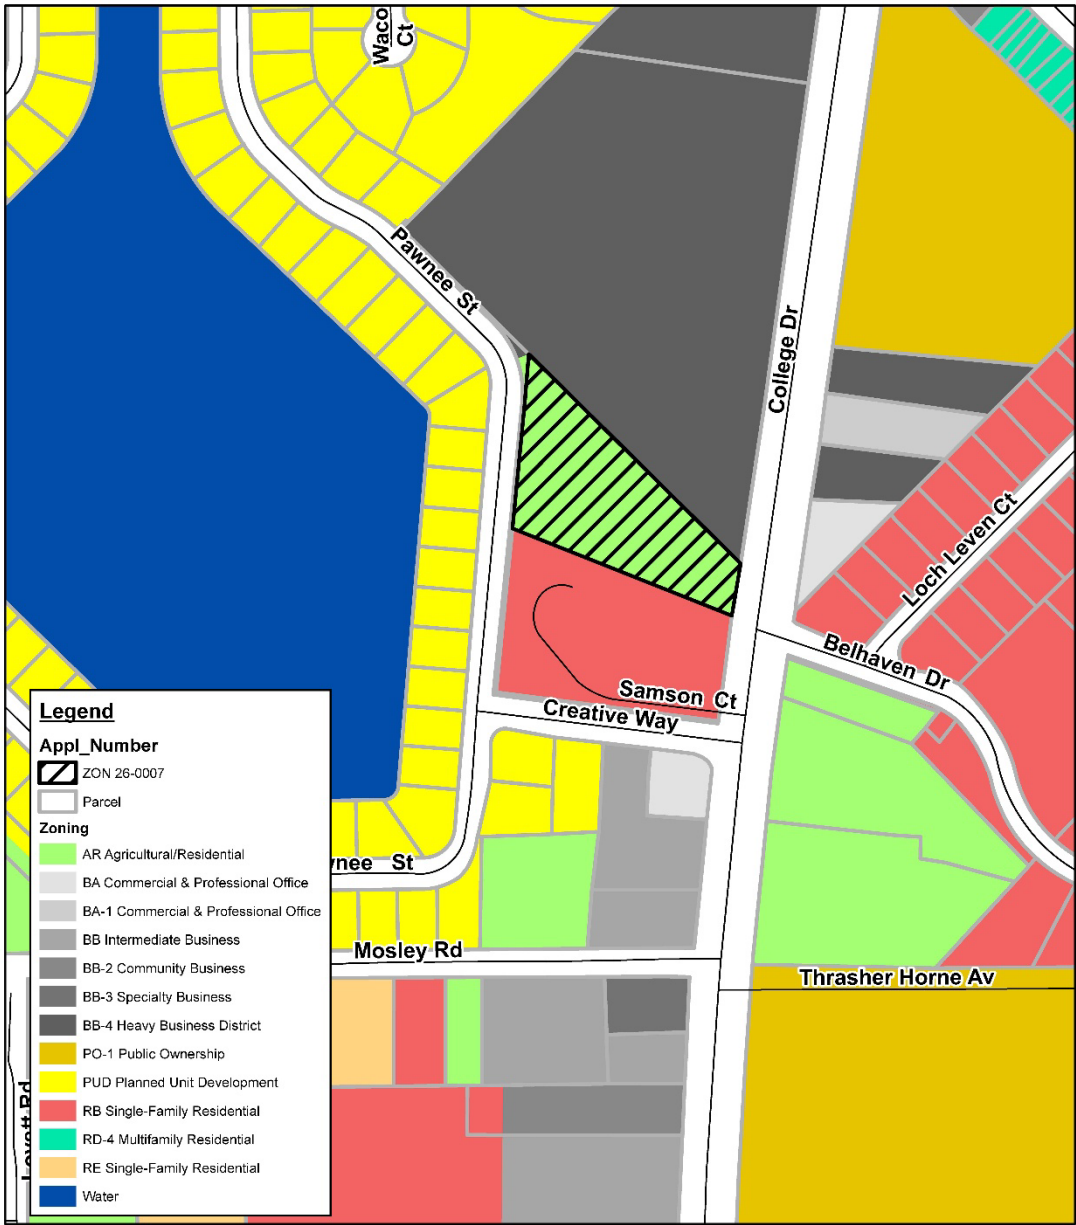 Waco
Ct
Pawnee St
College Dr
Loch Leven Ct
Belhaven Dr
Samson Ct
Creative Way
Legend
Appl_Number
ZON 26-0007
Parcel
Zoning
AR Agricultural/Residential
BA Commercial & Professional Office
BA-1 Commercial & Professional Office
BB Intermediate Business
BB-2 Community Business
BB-3 Specialty Business
BB-4 Heavy Business District
PO-1 Public Ownership
PUD Planned Unit Development
RB Single-Family Residential
RD-4 Multifamily Residential
RE Single-Family Residential
Water
wnee St
Mosley Rd
Thrasher Horne Av